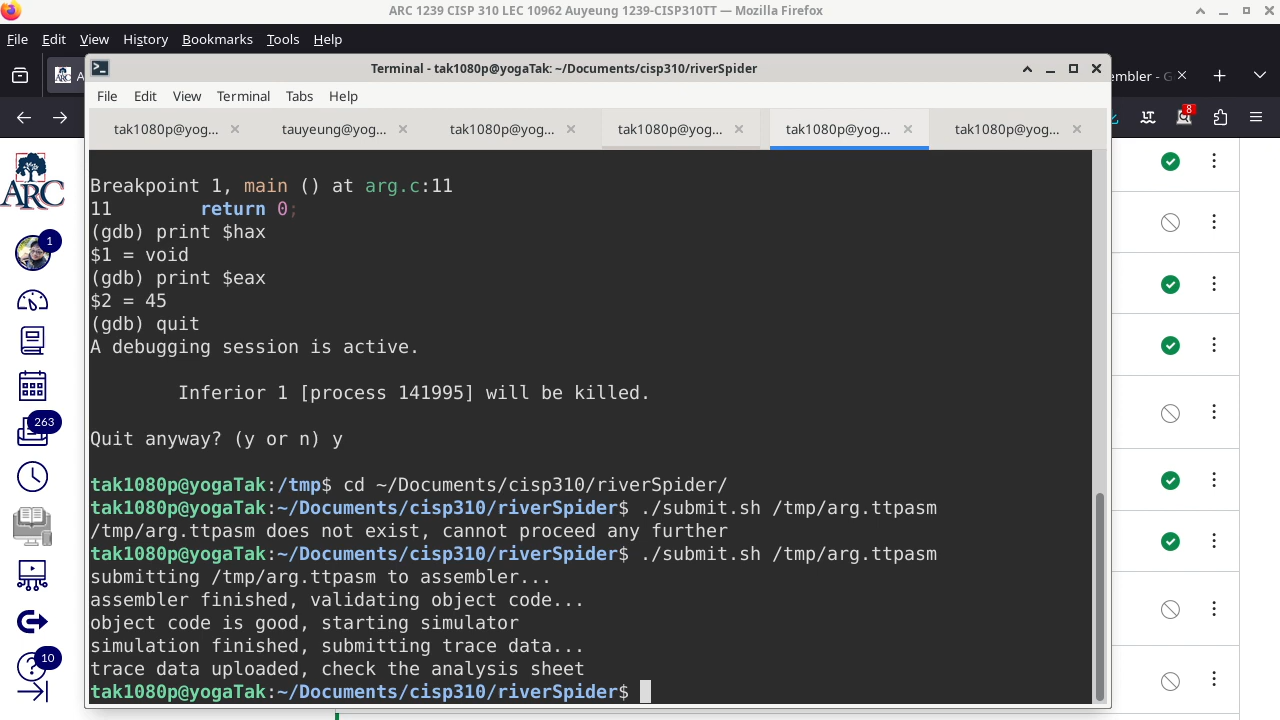 ARC 1239 CISP 310 LEC 10962 Auyeung 1239-CISP310TT — Mozilla Firefox
File Edit View History Bookmarks Tools Help
Terminal - tak1080p@yogaTak: ~/Documents/cisp310/riverSpider
ARC A
embler - G
File Edit View Terminal Tabs Help
8
tak1080p@yog... tauyeung@yog... tak1080p@yog... tak1080p@yog... tak1080p@yog... tak1080p@yog...
ARC
Breakpoint 1, main () at arg.c:11
11 return 0;
(gdb) print $hax
1
$1 = void
(gdb) print $eax
$2 = 45
(gdb) quit
A debugging session is active.
Inferior 1 [process 141995] will be killed.
263
Quit anyway? (y or n) y
tak1080p@yogaTak:/tmp$ cd ~/Documents/cisp310/riverSpider/
tak1080p@yogaTak:~/Documents/cisp310/riverSpider$ ./submit.sh /tmp/arg.ttpasm
/tmp/arg.ttpasm does not exist, cannot proceed any further
tak1080p@yogaTak:~/Documents/cisp310/riverSpider$ ./submit.sh /tmp/arg.ttpasm
submitting /tmp/arg.ttpasm to assembler...
assembler finished, validating object code...
object code is good, starting simulator
simulation finished, submitting trace data...
10
trace data uploaded, check the analysis sheet
tak1080p@yogaTak:~/Documents/cisp310/riverSpider$